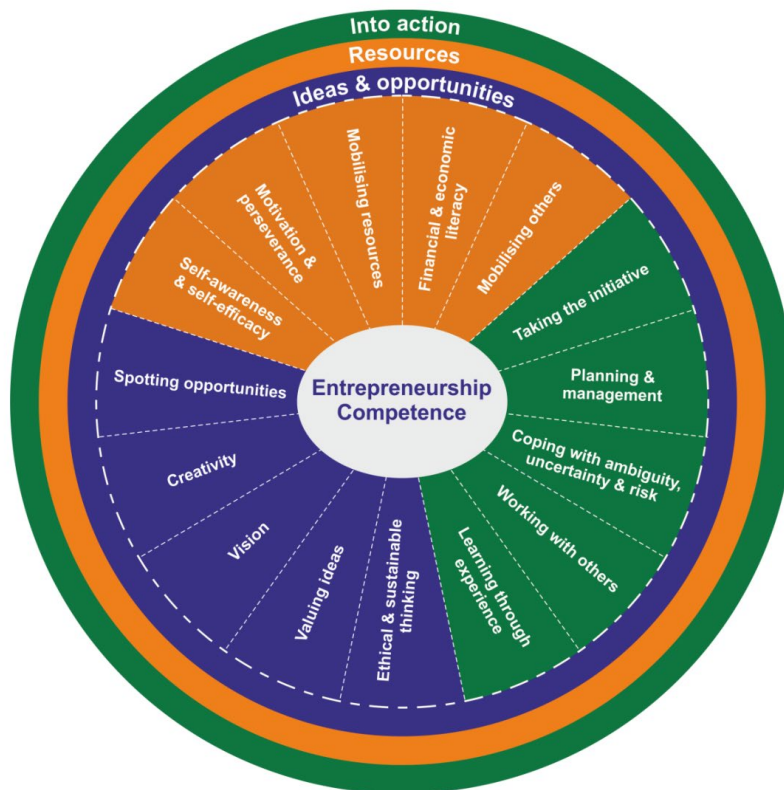 Into action
Resources
Ideas & opportunities
Self-awareness
& self-efficacy
Motivation &
perseverance
Mobilising resources
Financial & economic
literacy
Mobilising others
Taking the initiative
Planning &
management
Coping with ambiguity,
uncertainty & risk
Working with others
Learning through
experience
Ethical & sustainable
thinking
Valuing ideas
Vision
Creativity
Spotting opportunities
Entrepreneurship
Competence